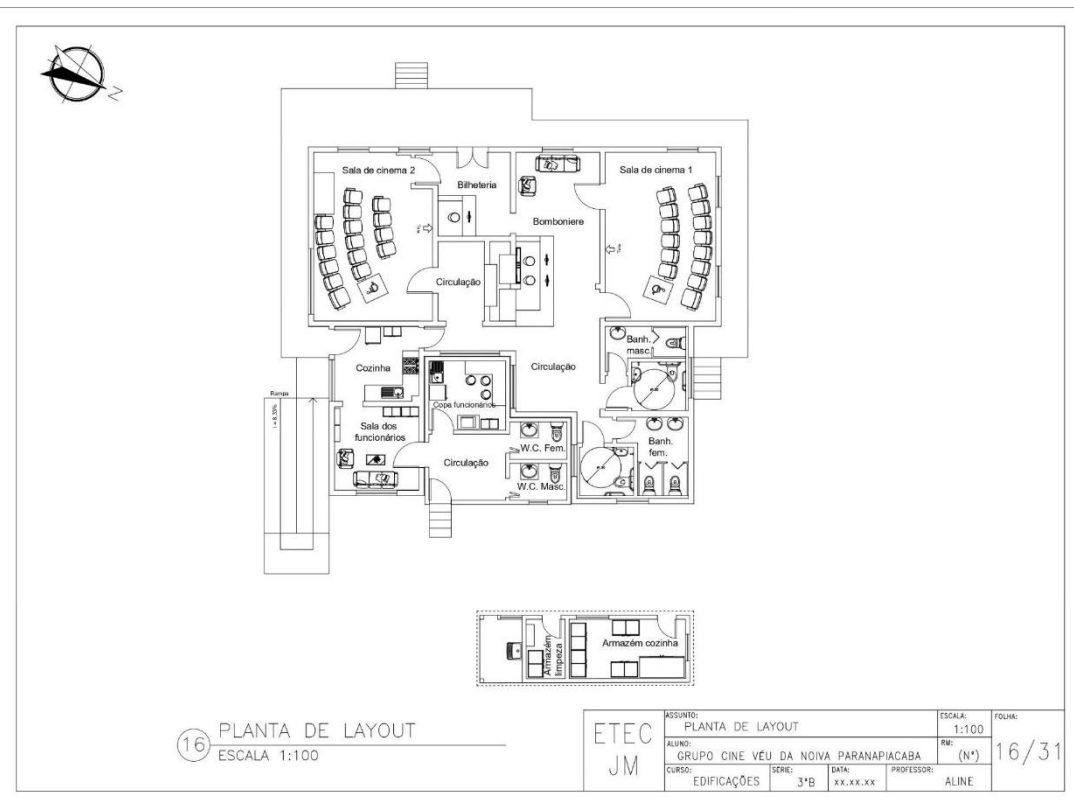 N
Sala de cinema 2
Bilheteria
Sala de cinema 1
Bomboniere
Circulação
Banh.
masc.
Circulação
Cozinha
Copa funcionários
Rampa
i = 8,33%
Sala dos
funcionários
W.C. Fem.
Banh.
fem.
Circulação
W.C. Masc.
Armazém
limpeza
Armazém cozinha
16
PLANTA DE LAYOUT
ESCALA 1:100
ETEC
JM
ASSUNTO:
PLANTA DE LAYOUT
ESCALA:
1:100
FOLHA:
16/31
ALUNO:
GRUPO CINE VÉU DA NOIVA PARANAPIACABA
RM:
(N°)
CURSO:
EDIFICAÇÕES
SÉRIE:
3°B
DATA:
xx.xx.xx
PROFESSOR:
ALINE